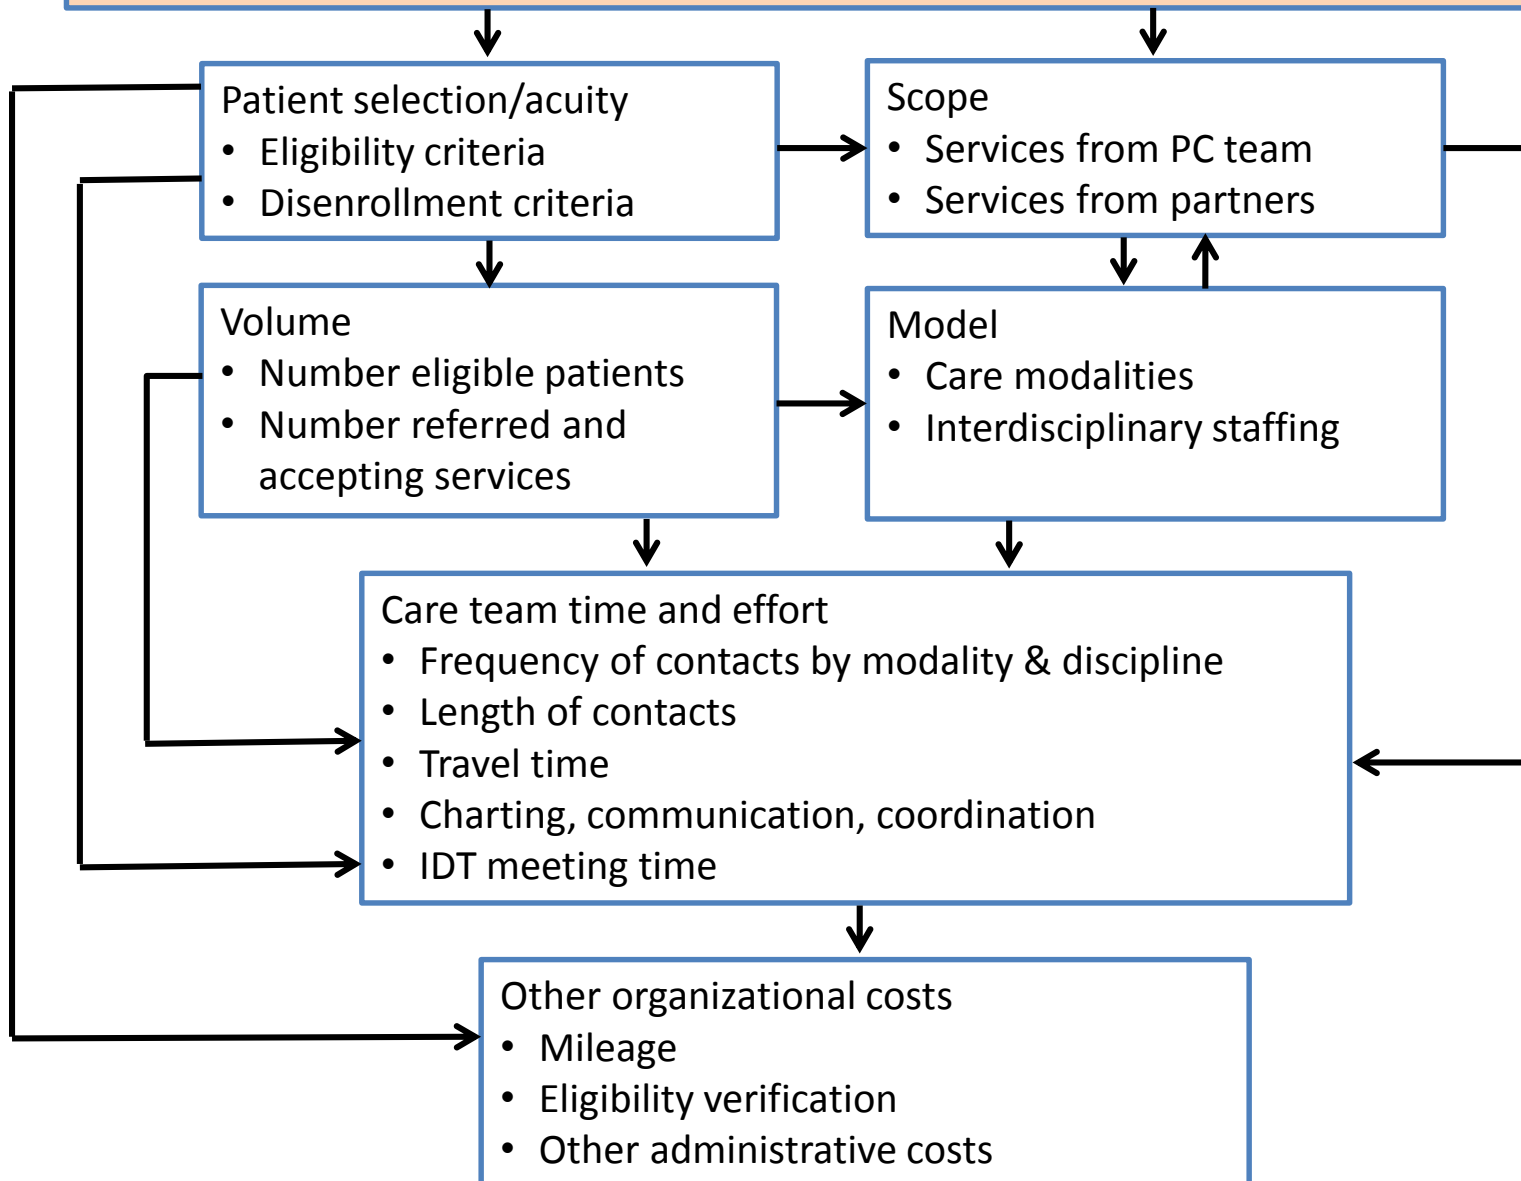 Patient selection/acuity
• Eligibility criteria
• Disenrollment criteria
Scope
• Services from PC team
• Services from partners
Volume
• Number eligible patients
• Number referred and
accepting services
Model
• Care modalities
• Interdisciplinary staffing
Care team time and effort
• Frequency of contacts by modality & discipline
• Length of contacts
• Travel time
• Charting, communication, coordination
• IDT meeting time
Other organizational costs
• Mileage
• Eligibility verification
• Other administrative costs